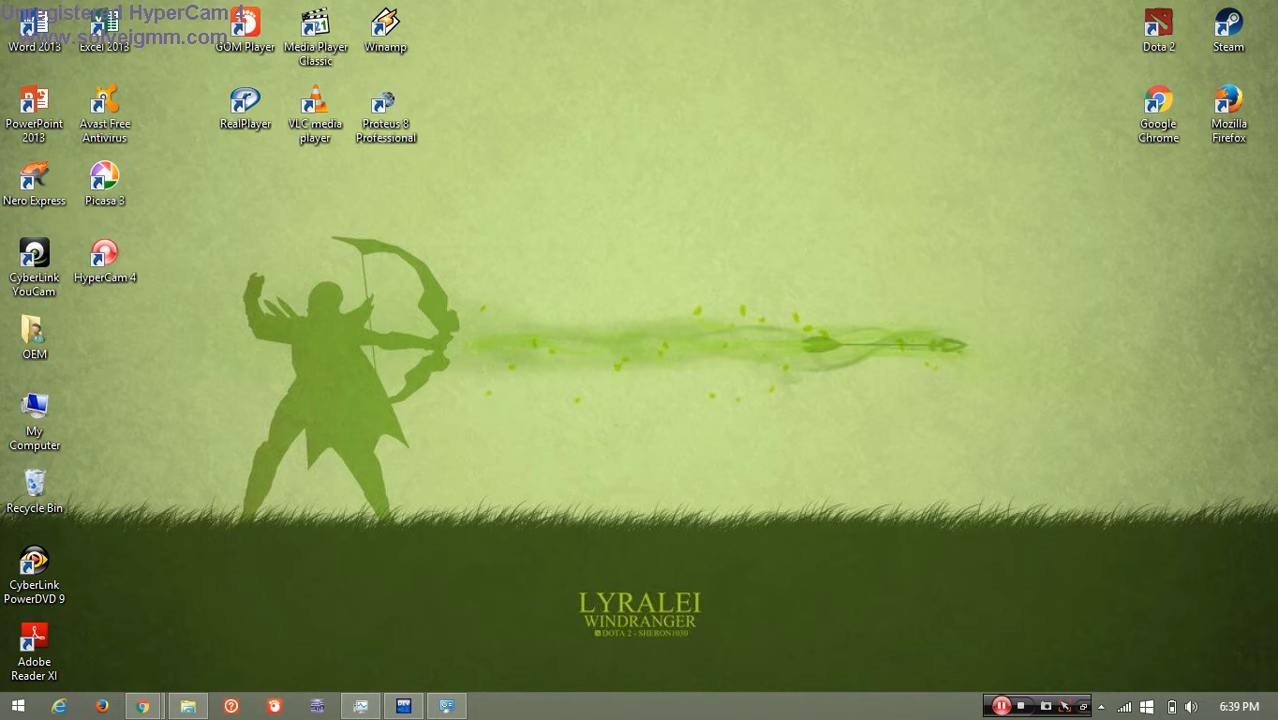 Unregistered HyperCam 4
www.solveigmm.com
Word 2013
Excel 2013
GOM Player
Media Player
Classic
Winamp
Dota 2
Steam
PowerPoint
2013
Avast Free
Antivirus
RealPlayer
VLC media
player
Proteus 8
Professional
Google
Chrome
Mozilla
Firefox
Nero Express
Picasa 3
CyberLink
YouCam
HyperCam 4
OEM
My
Computer
Recycle Bin
CyberLink
PowerDVD 9
Adobe
Reader XI
LYRALEI
WINDRANGER
DOTA 2 - SHERON1030
6:39 PM